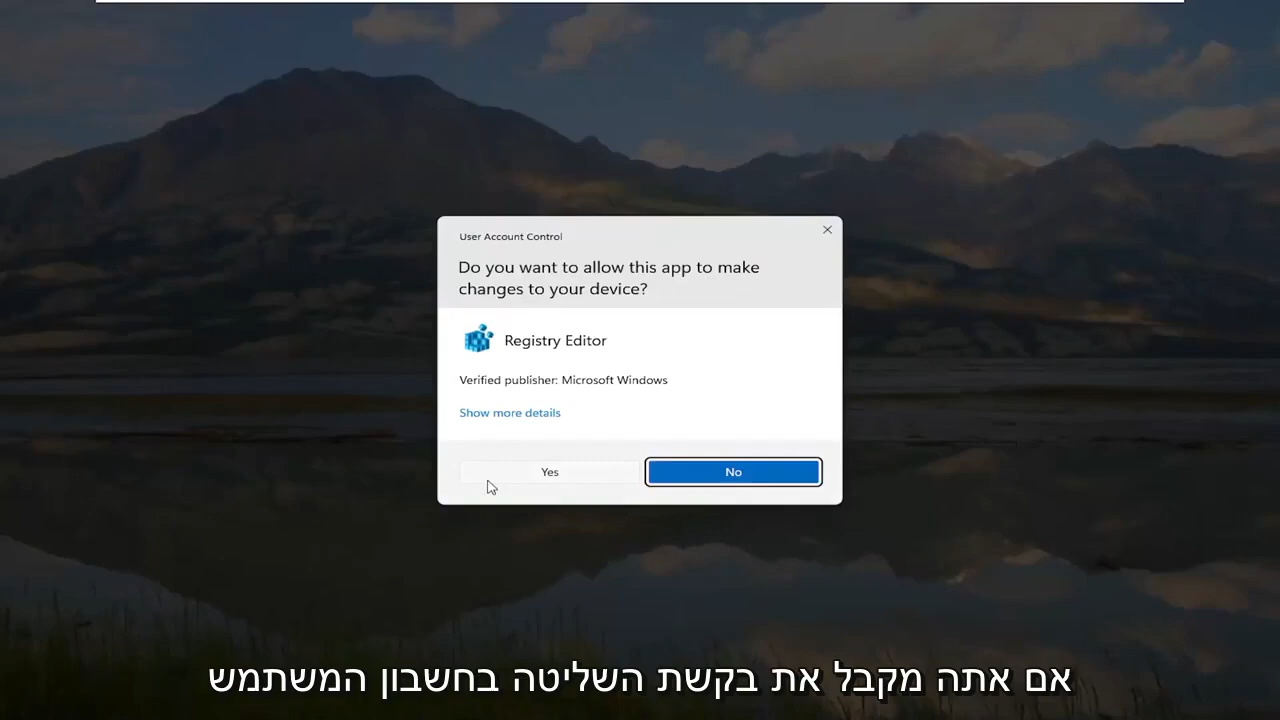 User Account Control
Do you want to allow this app to make
changes to your device?
Registry Editor
Verified publisher: Microsoft Windows
Show more details
Yes
No
אם אתה מקבל את בקשת השליטה בחשבון המשתמש